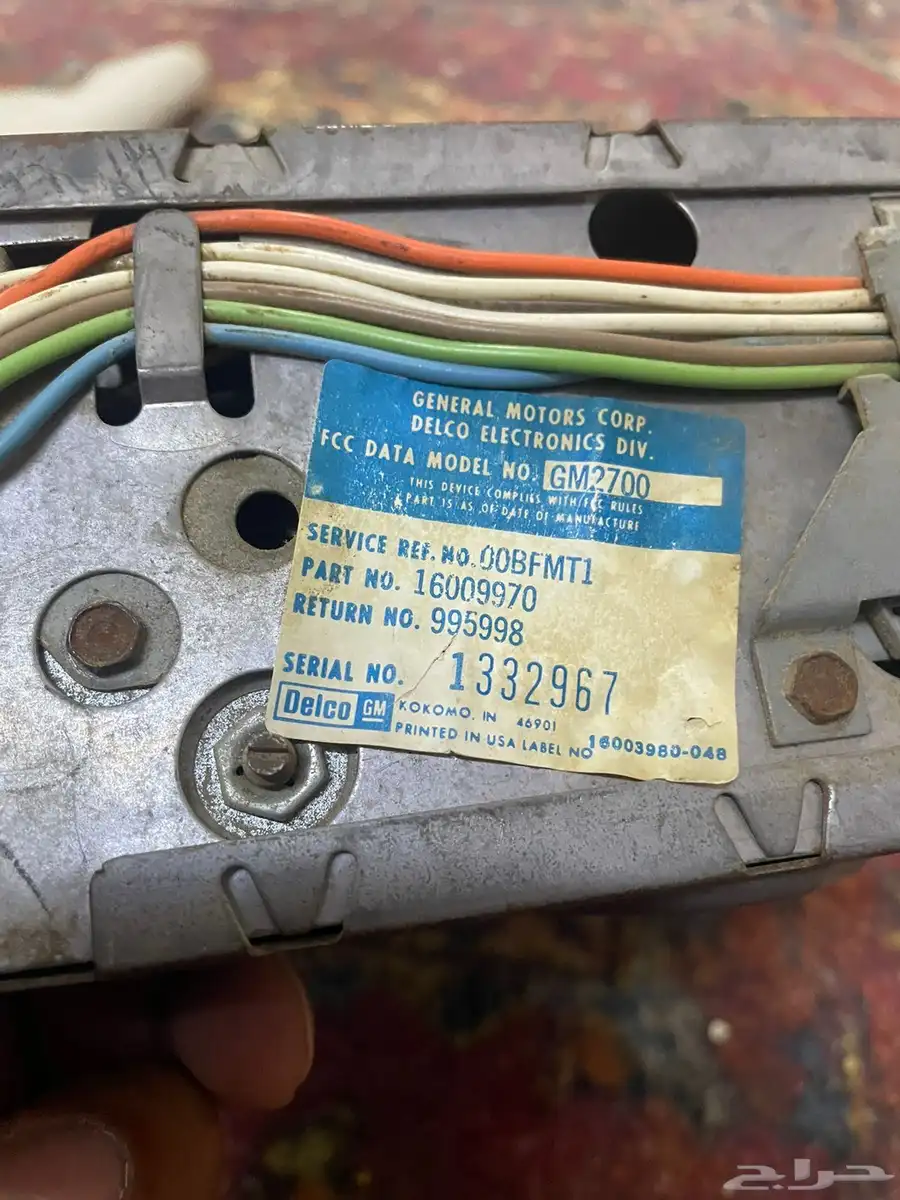 GENERAL MOTORS CORP.
DELCO ELECTRONICS DIV.
FCC DATA MODEL NO. GM2700
THIS DEVICE COMPLIES WITH FCC RULES
PART 15 AS OF DATE OF MANUFACTURE
SERVICE REF. NO. 00BFMT1
PART NO. 16009970
RETURN NO. 995998
SERIAL NO. 1332967
Delco GM KOKOMO, IN 46901
PRINTED IN USA LABEL NO 16003980-048
حراج